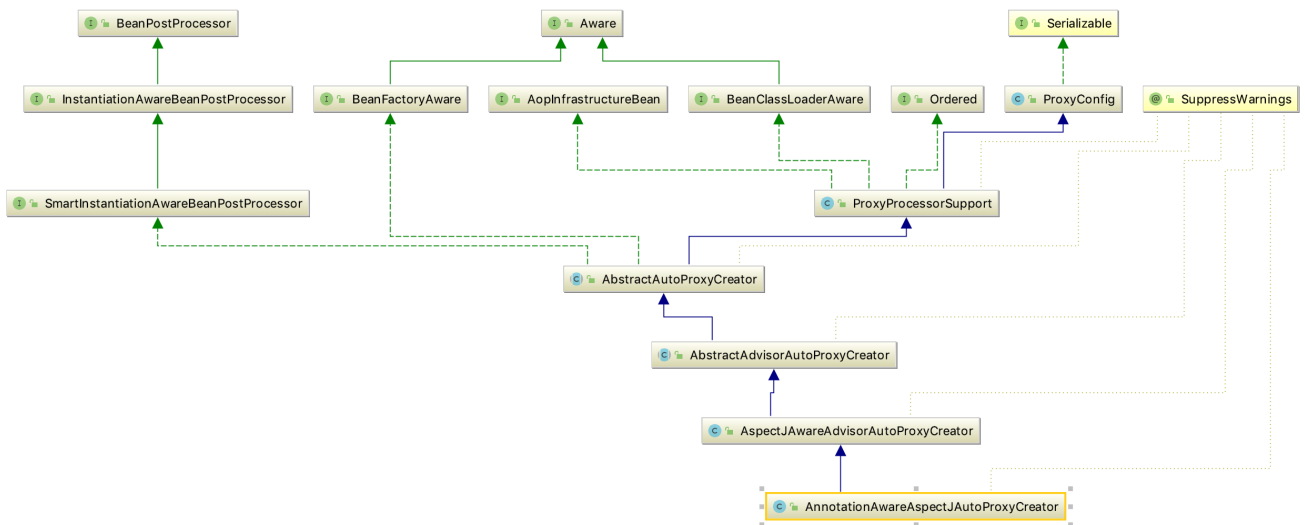 I BeanPostProcessor
I Aware
I Serializable
I InstantiationAwareBeanPostProcessor
I BeanFactoryAware
I AopInfrastructureBean
I BeanClassLoaderAware
I Ordered
C ProxyConfig
@ SuppressWarnings
I SmartInstantiationAwareBeanPostProcessor
C ProxyProcessorSupport
C AbstractAutoProxyCreator
C AbstractAdvisorAutoProxyCreator
C AspectJAwareAdvisorAutoProxyCreator
C AnnotationAwareAspectJAutoProxyCreator